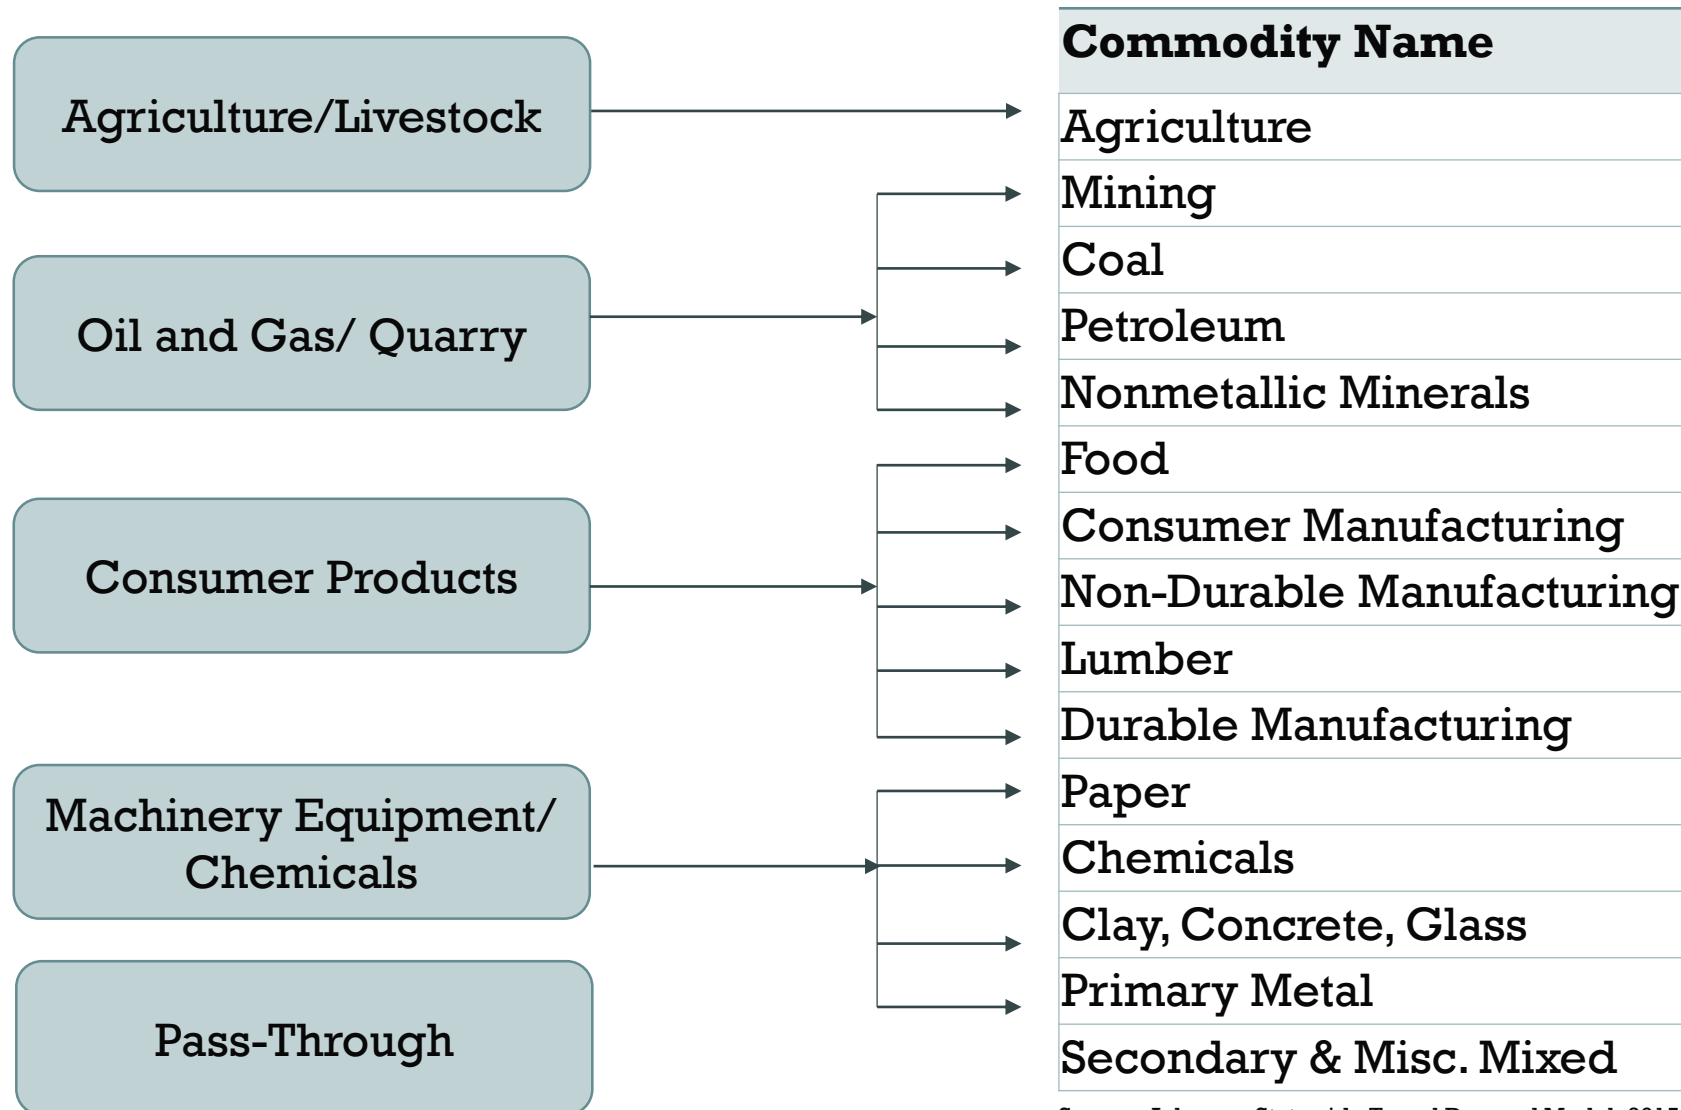 Agriculture/Livestock
Oil and Gas/ Quarry
Consumer Products
Machinery Equipment/
Chemicals
Pass-Through
Commodity Name
Agriculture
Mining
Coal
Petroleum
Nonmetallic Minerals
Food
Consumer Manufacturing
Non-Durable Manufacturing
Lumber
Durable Manufacturing
Paper
Chemicals
Clay, Concrete, Glass
Primary Metal
Secondary & Misc. Mixed